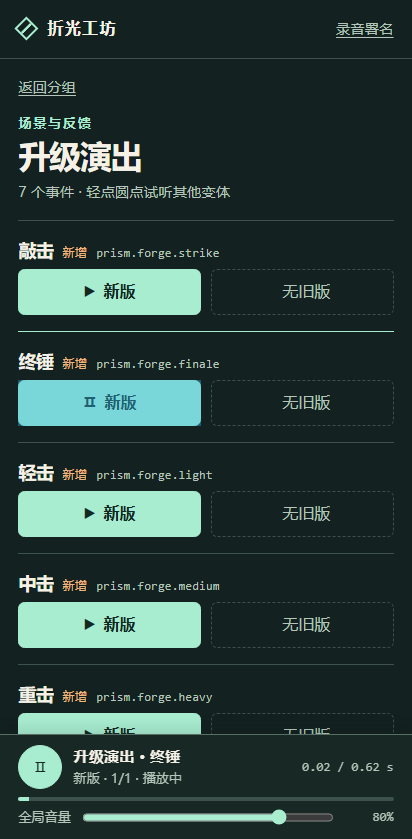 折光工坊 录音署名
返回分组
场景与反馈
升级演出
7 个事件 · 轻点圆点试听其他变体
敲击 新增 prism.forge.strike
▶ 新版 无旧版
终锤 新增 prism.forge.finale
⏸ 新版 无旧版
轻击 新增 prism.forge.light
▶ 新版 无旧版
中击 新增 prism.forge.medium
▶ 新版 无旧版
重击 新增 prism.forge.heavy
▶ 新版 无旧版
升级演出 · 终锤
新版 · 1/1 · 播放中 0.02 / 0.62 s
全局音量 80%